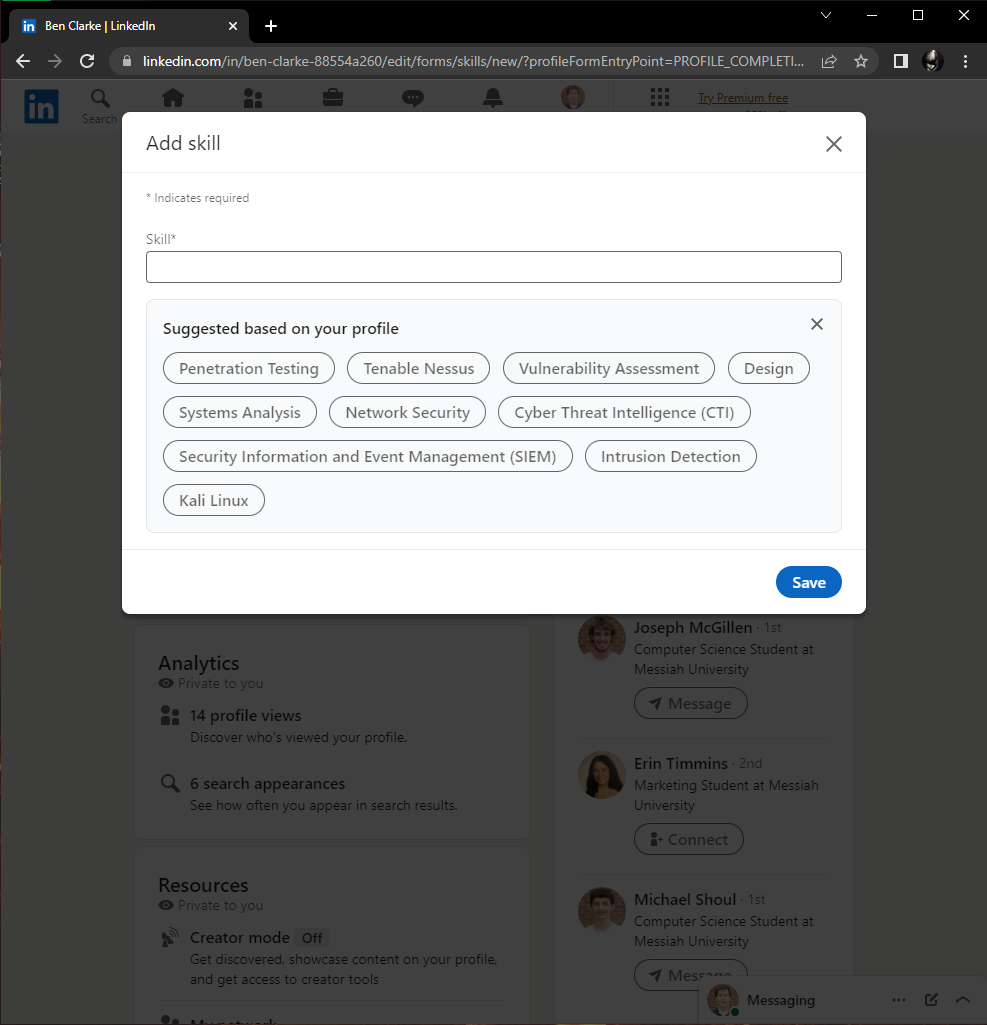 Ben Clarke | LinkedIn
linkedin.com/in/ben-clarke-88554a260/edit/forms/skills/new/?profileFormEntryPoint=PROFILE_COMPLETI...
in
Search
Try Premium free
Add skill
* Indicates required
Skill*
Suggested based on your profile
Penetration Testing Tenable Nessus Vulnerability Assessment Design
Systems Analysis Network Security Cyber Threat Intelligence (CTI)
Security Information and Event Management (SIEM) Intrusion Detection
Kali Linux
Save
Analytics
Private to you
14 profile views
Discover who's viewed your profile.
6 search appearances
See how often you appear in search results.
Resources
Private to you
Creator mode Off
Get discovered, showcase content on your profile,
and get access to creator tools
My network
Joseph McGillen · 1st
Computer Science Student at
Messiah University
Message
Erin Timmins · 2nd
Marketing Student at Messiah
University
Connect
Michael Shoul · 1st
Computer Science Student at
Messiah University
Message
Messaging